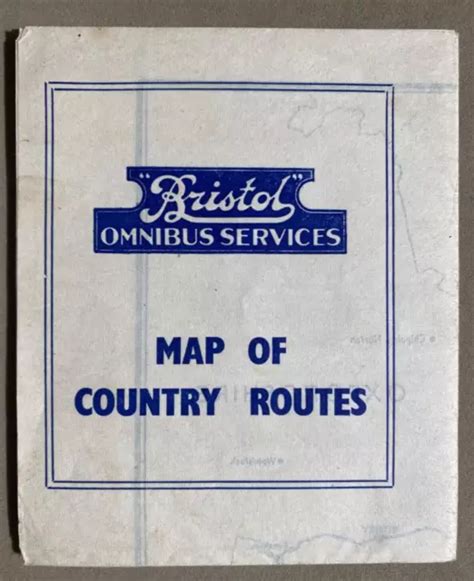 "Bristol"
OMNIBUS SERVICES
MAP OF
COUNTRY ROUTES